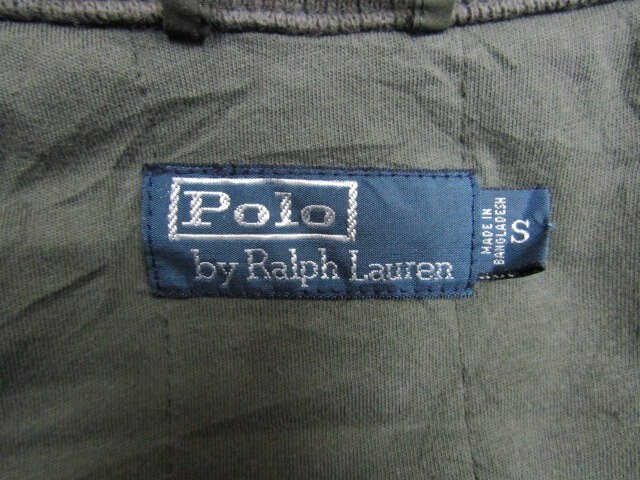 Polo
by Ralph Lauren
MADE IN
BANGLADESH
S